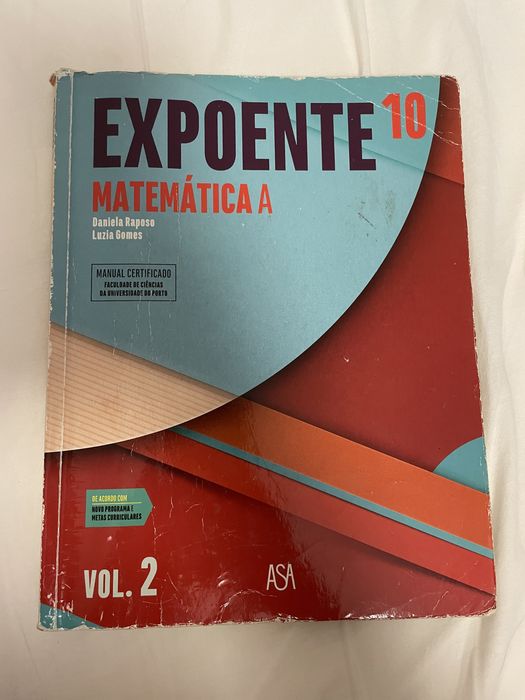 EXPOENTE 10
MATEMÁTICA A
Daniela Raposo
Luzia Gomes
MANUAL CERTIFICADO
FACULDADE DE CIÊNCIAS
DA UNIVERSIDADE DO PORTO
DE ACORDO COM
NOVO PROGRAMA E
METAS CURRICULARES
VOL. 2
ASA